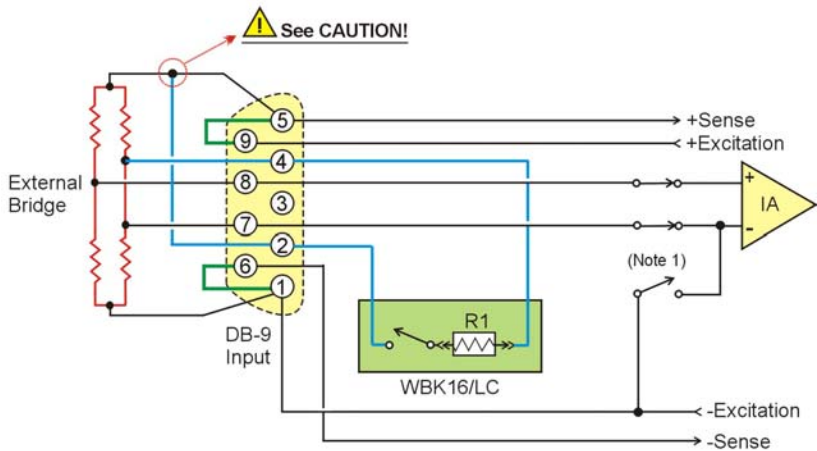 See CAUTION!
5
+Sense
9
+Excitation
4
External
Bridge
8
+
IA
3
7
-
2
(Note 1)
6
1
R1
DB-9
Input
WBK16/LC
-Excitation
-Sense